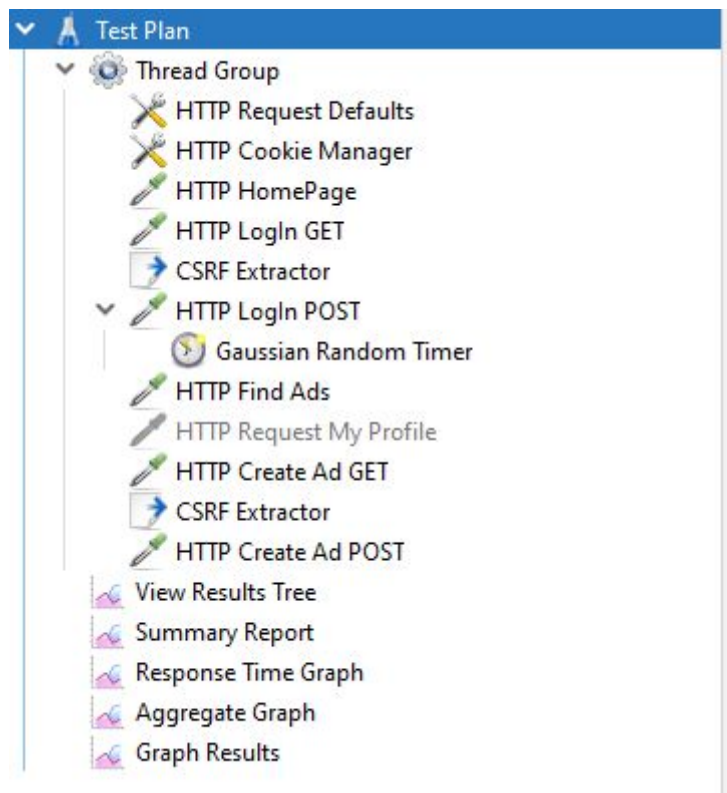 Test Plan
Thread Group
HTTP Request Defaults
HTTP Cookie Manager
HTTP HomePage
HTTP LogIn GET
CSRF Extractor
HTTP LogIn POST
Gaussian Random Timer
HTTP Find Ads
HTTP Request My Profile
HTTP Create Ad GET
CSRF Extractor
HTTP Create Ad POST
View Results Tree
Summary Report
Response Time Graph
Aggregate Graph
Graph Results